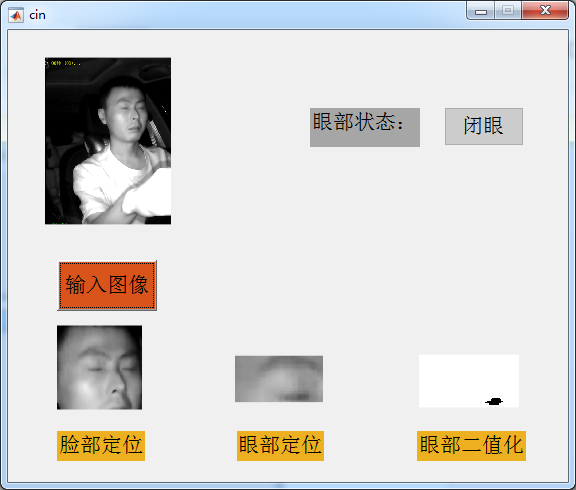 cin
眼部状态：
闭眼
输入图像
脸部定位
眼部定位
眼部二值化